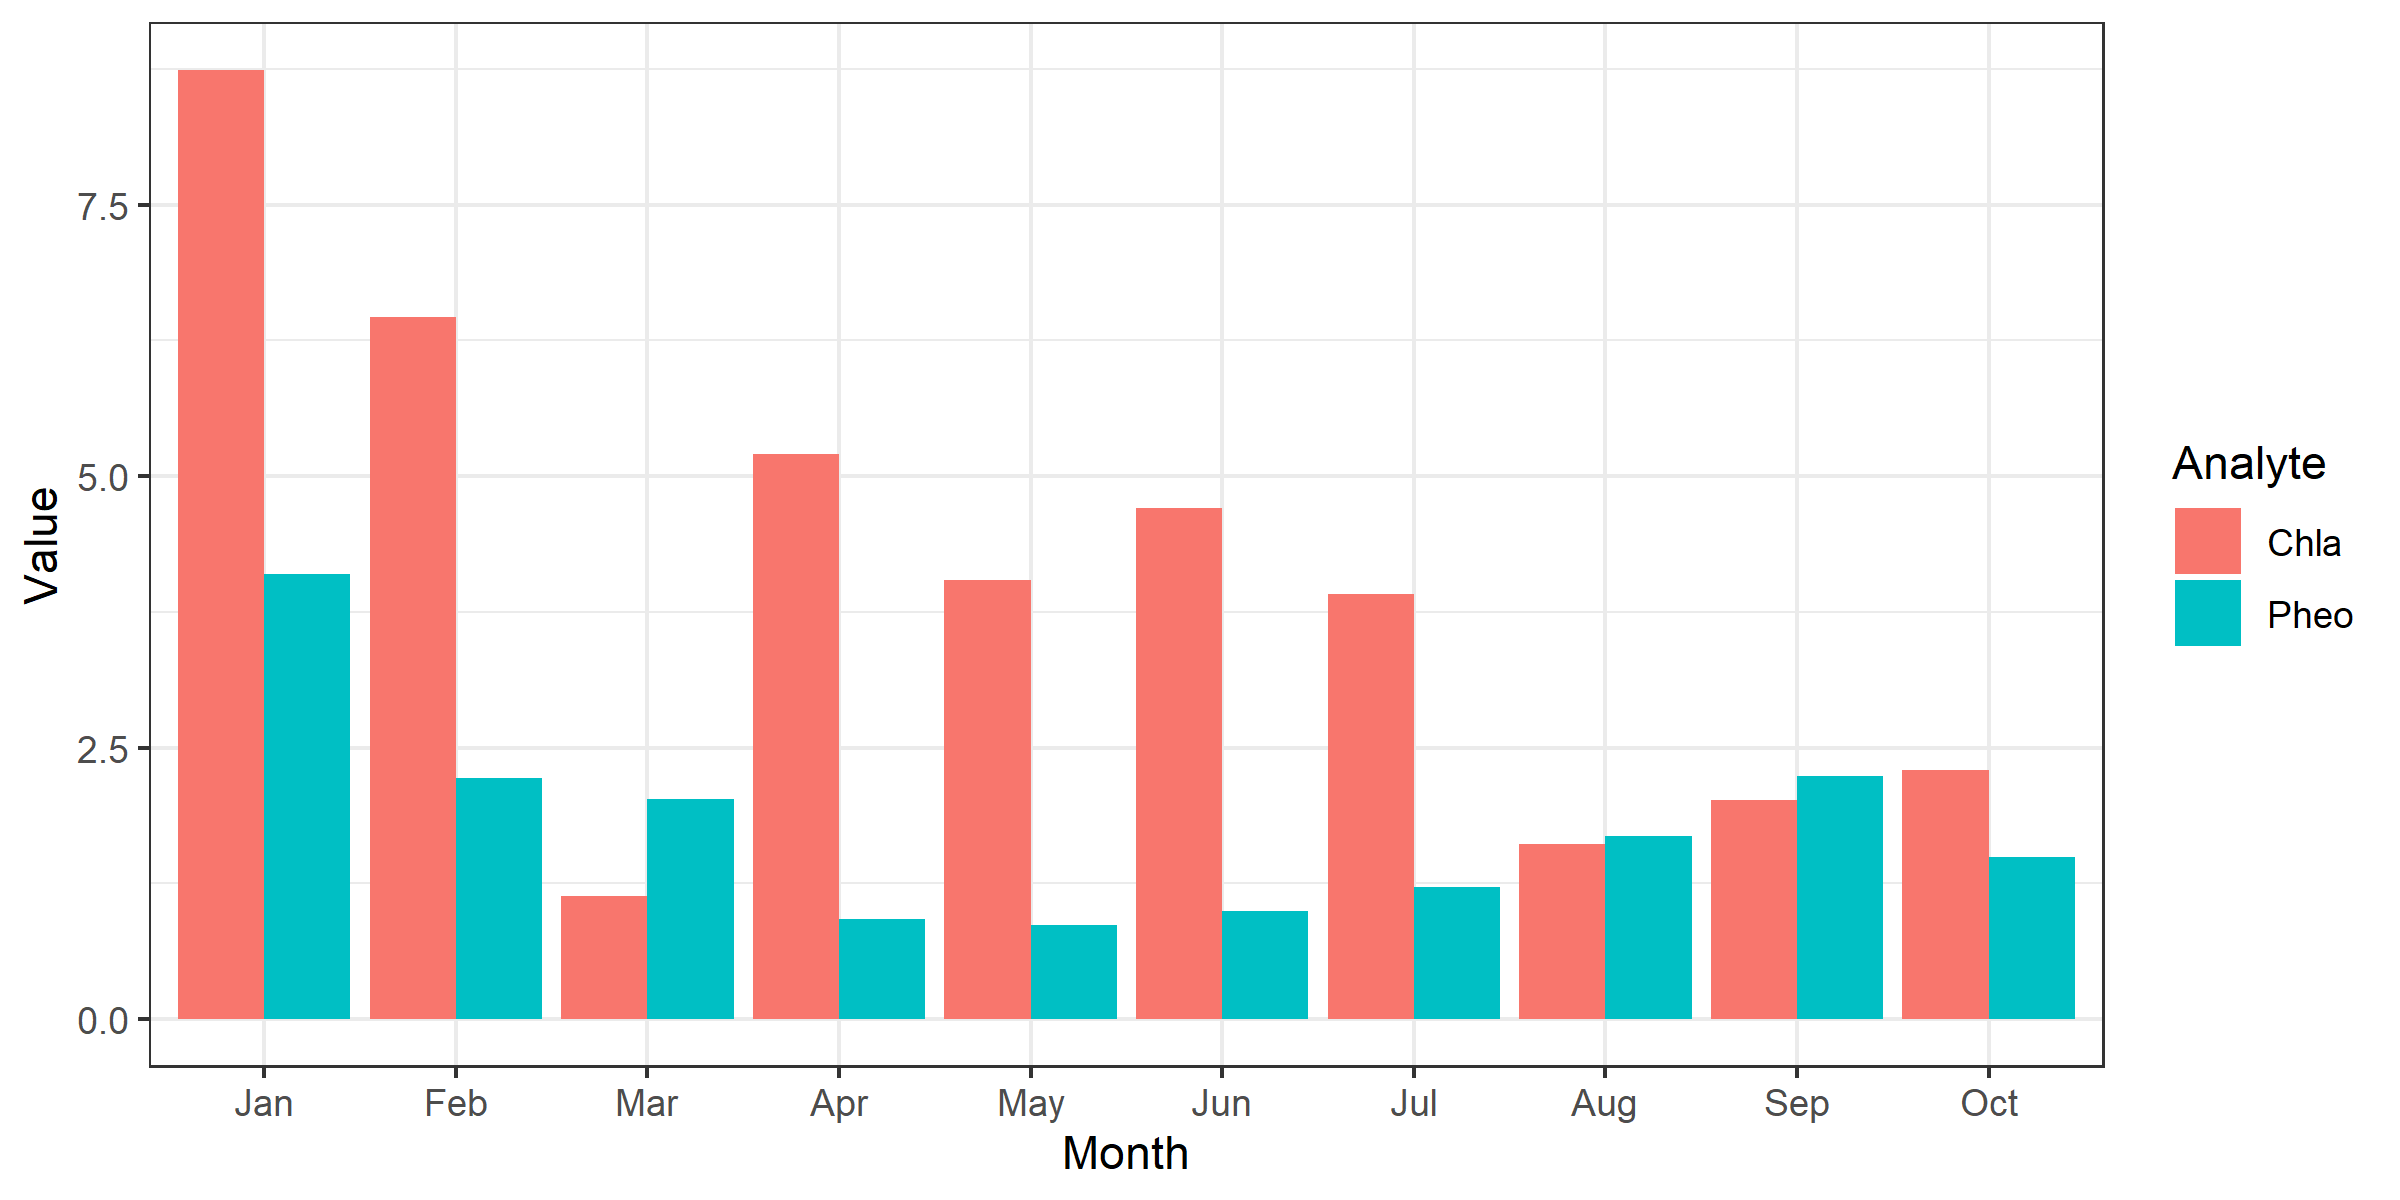 Value
7.5
5.0
2.5
0.0
Jan Feb Mar Apr May Jun Jul Aug Sep Oct
Month
Analyte
Chla
Pheo